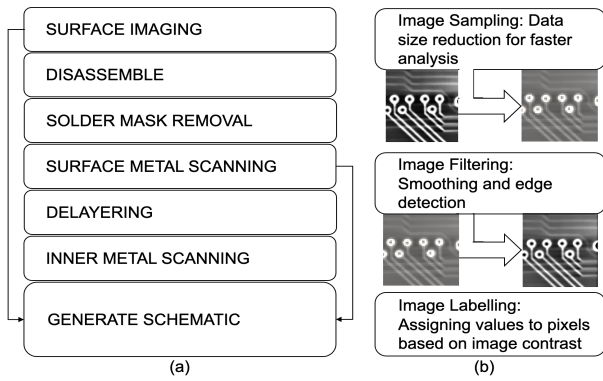 SURFACE IMAGING
DISASSEMBLE
SOLDER MASK REMOVAL
SURFACE METAL SCANNING
DELAYERING
INNER METAL SCANNING
GENERATE SCHEMATIC
(a)
Image Sampling: Data
size reduction for faster
analysis
Image Filtering:
Smoothing and edge
detection
Image Labelling:
Assigning values to pixels
based on image contrast
(b)